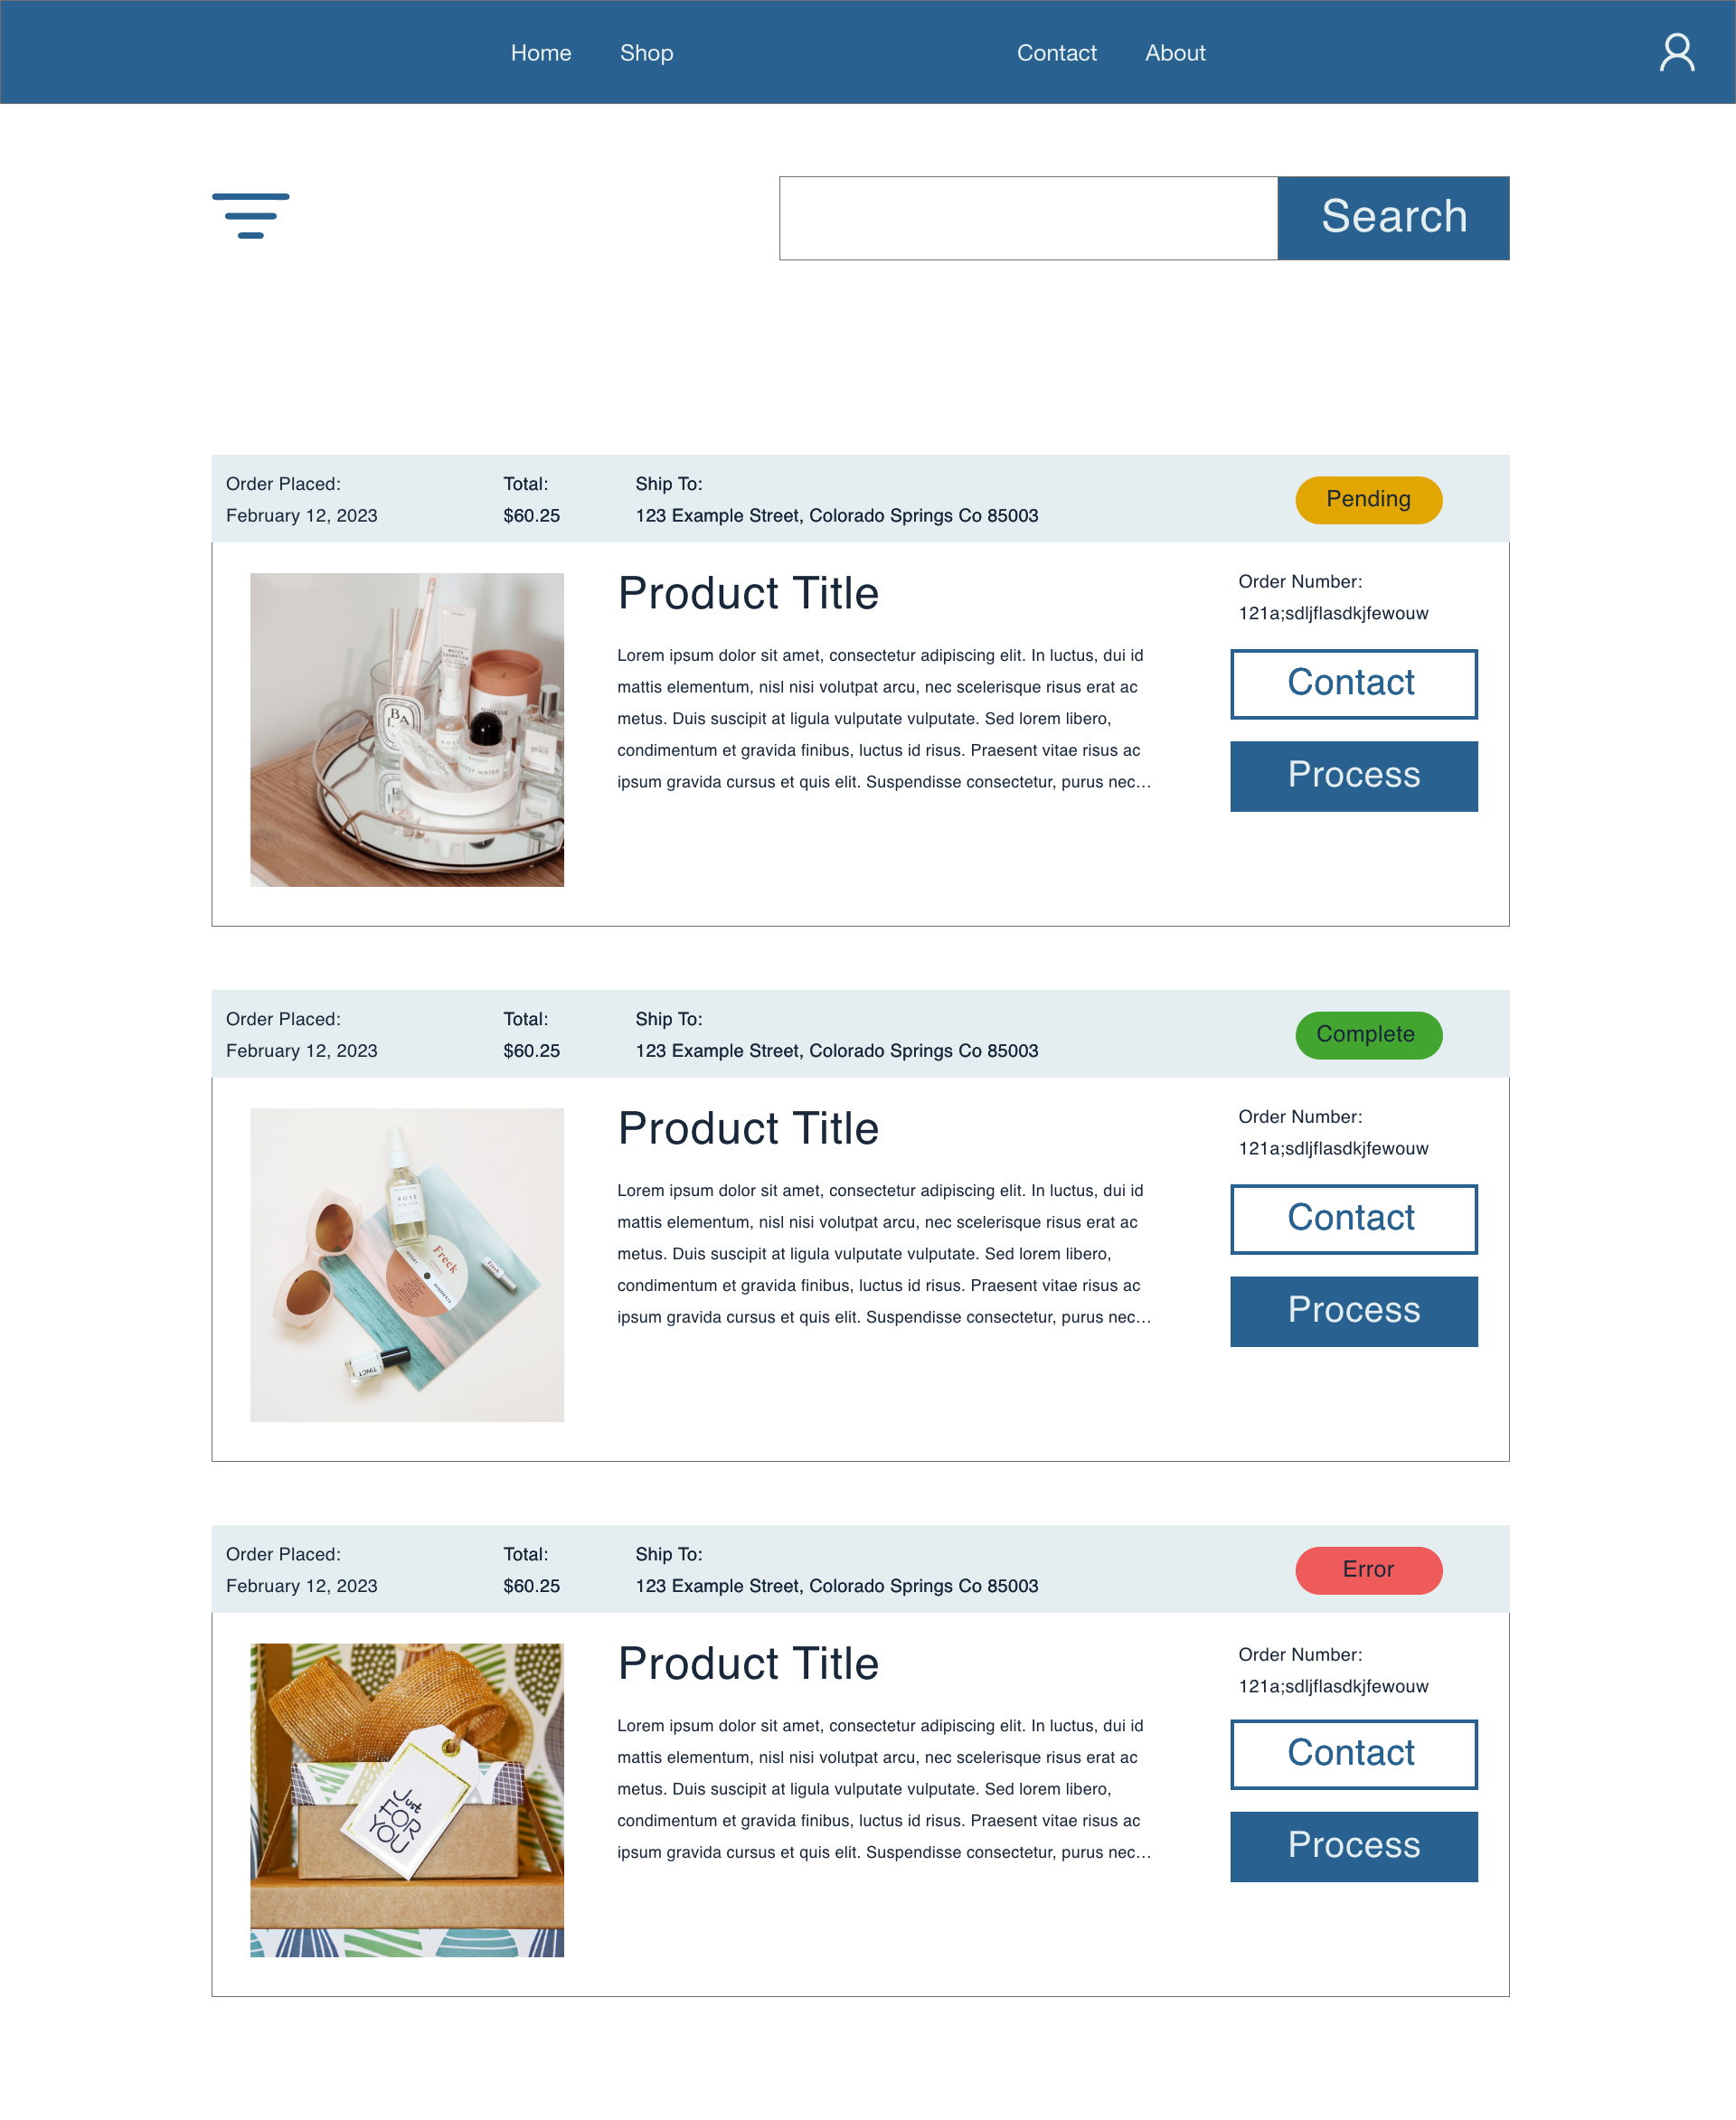 Home Shop Contact About
Search
Order Placed: Total: Ship To:
February 12, 2023 $60.25 123 Example Street, Colorado Springs Co 85003
Pending
Product Title
Lorem ipsum dolor sit amet, consectetur adipiscing elit. In luctus, dui id
mattis elementum, nisl nisi volutpat arcu, nec scelerisque risus erat ac
metus. Duis suscipit at ligula vulputate vulputate. Sed lorem libero,
condimentum et gravida finibus, luctus id risus. Praesent vitae risus ac
ipsum gravida cursus et quis elit. Suspendisse consectetur, purus nec...
Order Number:
121a;sdljflasdkjfewouw
Contact
Process
BA
ROSE
GYPSY WATER
grace
Order Placed: Total: Ship To:
February 12, 2023 $60.25 123 Example Street, Colorado Springs Co 85003
Complete
Product Title
Lorem ipsum dolor sit amet, consectetur adipiscing elit. In luctus, dui id
mattis elementum, nisl nisi volutpat arcu, nec scelerisque risus erat ac
metus. Duis suscipit at ligula vulputate vulputate. Sed lorem libero,
condimentum et gravida finibus, luctus id risus. Praesent vitae risus ac
ipsum gravida cursus et quis elit. Suspendisse consectetur, purus nec...
Order Number:
121a;sdljflasdkjfewouw
Contact
Process
ROSE
Freck
Freck
TINCT
Order Placed: Total: Ship To:
February 12, 2023 $60.25 123 Example Street, Colorado Springs Co 85003
Error
Product Title
Lorem ipsum dolor sit amet, consectetur adipiscing elit. In luctus, dui id
mattis elementum, nisl nisi volutpat arcu, nec scelerisque risus erat ac
metus. Duis suscipit at ligula vulputate vulputate. Sed lorem libero,
condimentum et gravida finibus, luctus id risus. Praesent vitae risus ac
ipsum gravida cursus et quis elit. Suspendisse consectetur, purus nec...
Order Number:
121a;sdljflasdkjfewouw
Contact
Process
Just
FOR
YOU